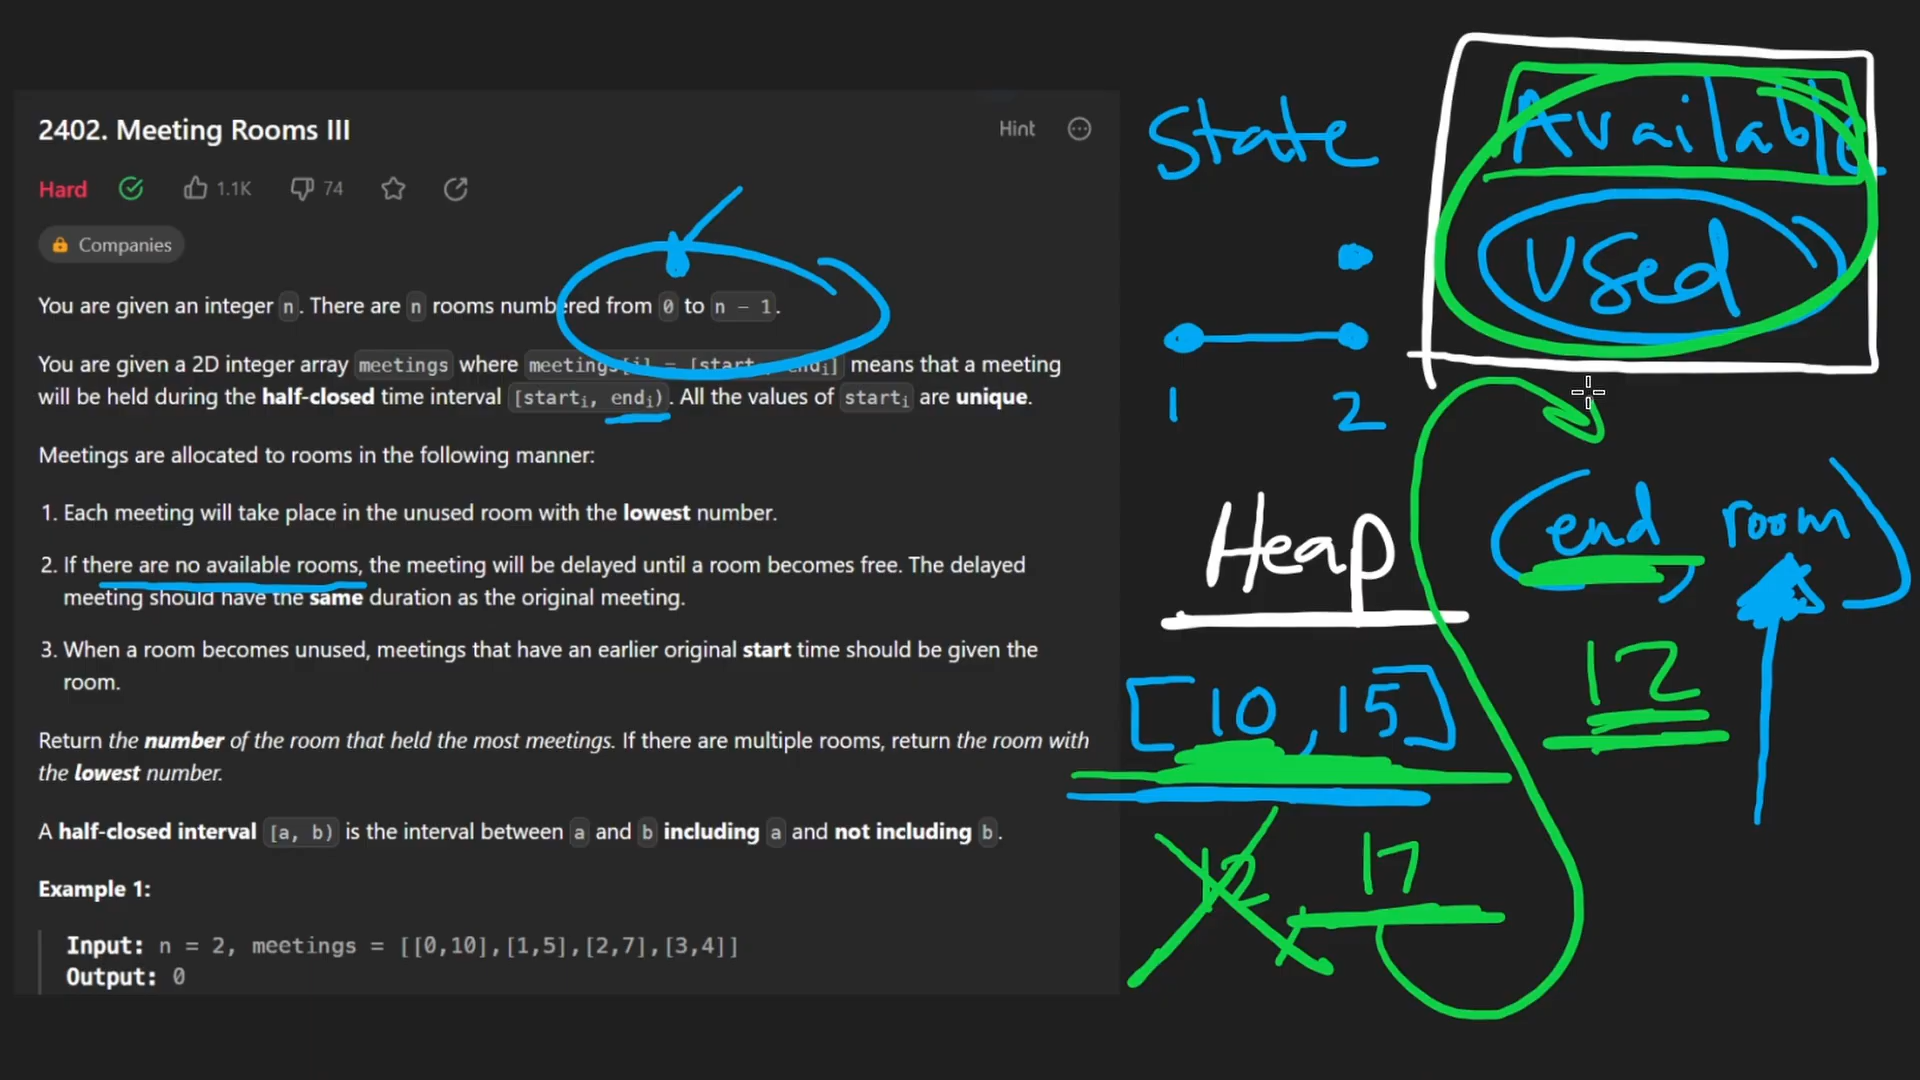 2402. Meeting Rooms III
Hint
Hard 1.1K 74
Companies
You are given an integer n. There are n rooms numbered from 0 to n - 1.
You are given a 2D integer array meetings where meetings[i] = [starti, endi] means that a meeting
will be held during the half-closed time interval [starti, endi). All the values of starti are unique.
Meetings are allocated to rooms in the following manner:
1. Each meeting will take place in the unused room with the lowest number.
2. If there are no available rooms, the meeting will be delayed until a room becomes free. The delayed
meeting should have the same duration as the original meeting.
3. When a room becomes unused, meetings that have an earlier original start time should be given the
room.
Return the number of the room that held the most meetings. If there are multiple rooms, return the room with
the lowest number.
A half-closed interval [a, b) is the interval between a and b including a and not including b.
Example 1:
Input: n = 2, meetings = [[0,10],[1,5],[2,7],[3,4]]
Output: 0
State
Available
Used
1 2
Heap
(end, room)
[10,15]
12
12 17